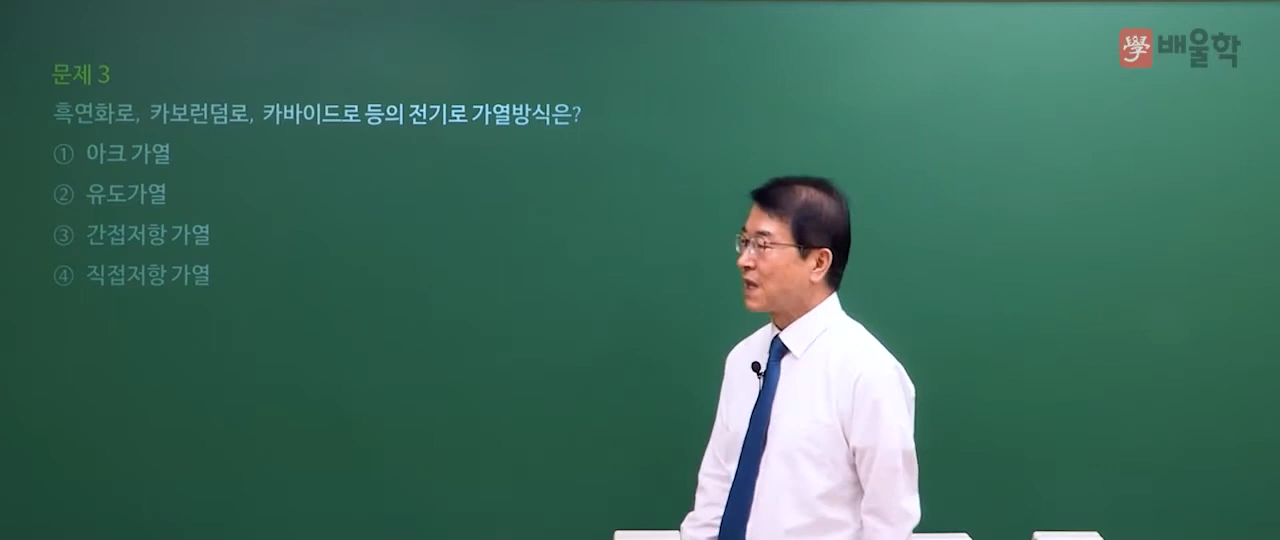 學 배울학
문제 3
흑연화로, 카보런덤로, 카바이드로 등의 전기로 가열방식은?
① 아크 가열
② 유도가열
③ 간접저항 가열
④ 직접저항 가열